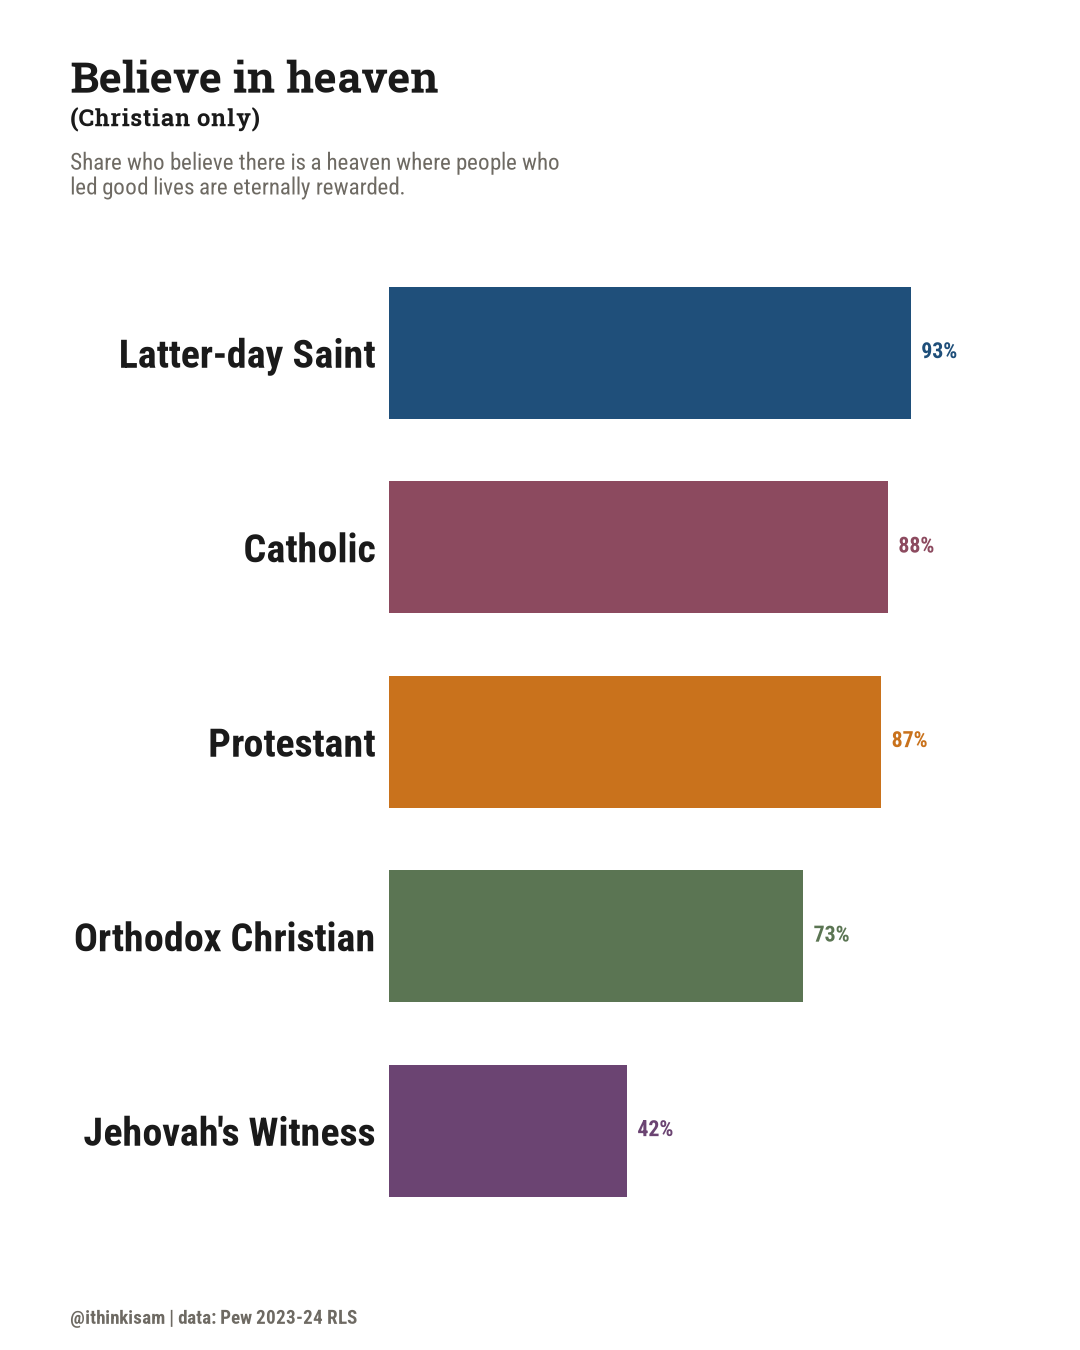 Believe in heaven
(Christian only)
Share who believe there is a heaven where people who
led good lives are eternally rewarded.
Latter-day Saint
93%
Catholic
88%
Protestant
87%
Orthodox Christian
73%
Jehovah's Witness
42%
@ithinkisam | data: Pew 2023-24 RLS